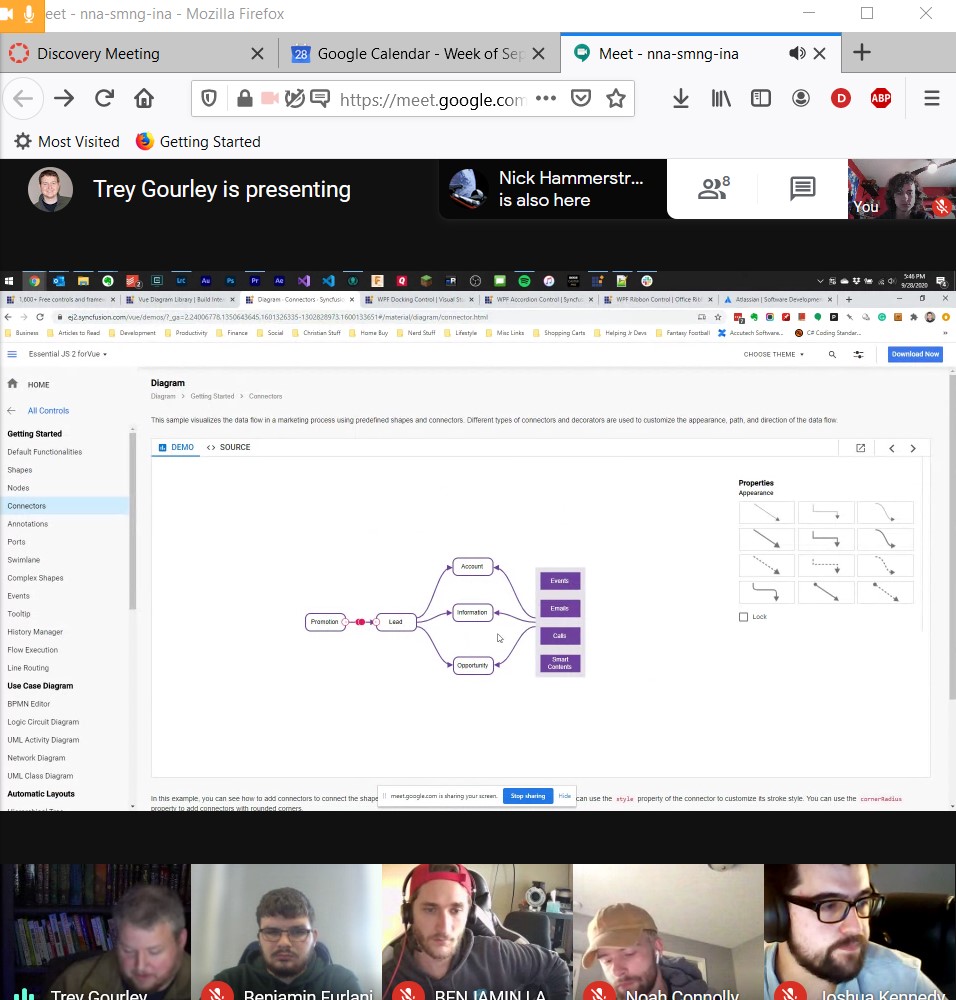 eet - nna-smng-ina - Mozilla Firefox
Discovery Meeting
28
Google Calendar - Week of Sep
Meet - nna-smng-ina
https://meet.google.com
D
ABP
Most Visited
Getting Started
Trey Gourley is presenting
Nick Hammerstr...
is also here
8
You
5:46 PM
9/28/2020
1,600+ Free controls and frame
Vue Diagram Library | Build Inte
Diagram - Connectors - Syncfusi
WPF Docking Control | Visual St
WPF Accordion Control | Syncfu
WPF Ribbon Control | Office Rib
Atlassian | Software Developme
ej2.syncfusion.com/vue/demos/?_ga=2.24006778.1350643645.1601326335-1302828973.1600133651#/material/diagram/connector.html
Business
Articles to Read
Development
Productivity
Finance
Social
Christian Stuff
Home Buy
Nerd Stuff
Lifestyle
Misc Links
Shopping Carts
Helping Jr Devs
Fantasy Football
Accutech Software...
C# Coding Standar...
Essential JS 2 for Vue
CHOOSE THEME
Download Now
HOME
All Controls
Getting Started
Default Functionalities
Shapes
Nodes
Connectors
Annotations
Ports
Swimlane
Complex Shapes
Events
Tooltip
History Manager
Flow Execution
Line Routing
Use Case Diagram
BPMN Editor
Logic Circuit Diagram
UML Activity Diagram
Network Diagram
UML Class Diagram
Automatic Layouts
Diagram
Diagram > Getting Started > Connectors
This sample visualizes the data flow in a marketing process using predefined shapes and connectors. Different types of connectors and decorators are used to customize the appearance, path, and direction of the data flow.
DEMO
SOURCE
Properties
Appearance
Lock
Promotion
Lead
Account
Information
Opportunity
Events
Emails
Calls
Smart
Contents
In this example, you can see how to add connectors to connect the shape
can use the style property of the connector to customize its stroke style. You can use the cornerRadius
property to add connectors with rounded corners.
meet.google.com is sharing your screen.
Stop sharing
Hide
Trey Gourley
Benjamin Furlani
BENJAMIN LA
Noah Connolly
Joshua Kennedy